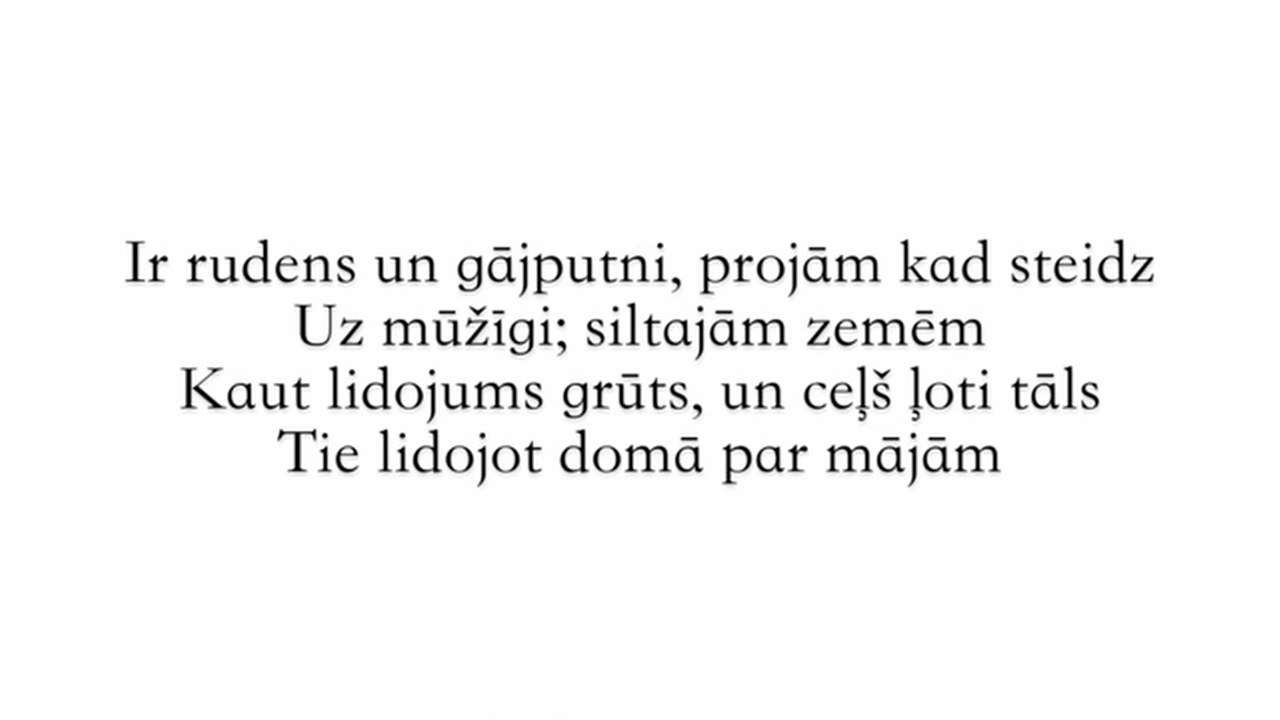 Ir rudens un gājputni, projām kad steidz
Uz mūžīgi; siltajām zemēm
Kaut lidojums grūts, un ceļš ļoti tāls
Tie lidojot domā par mājām